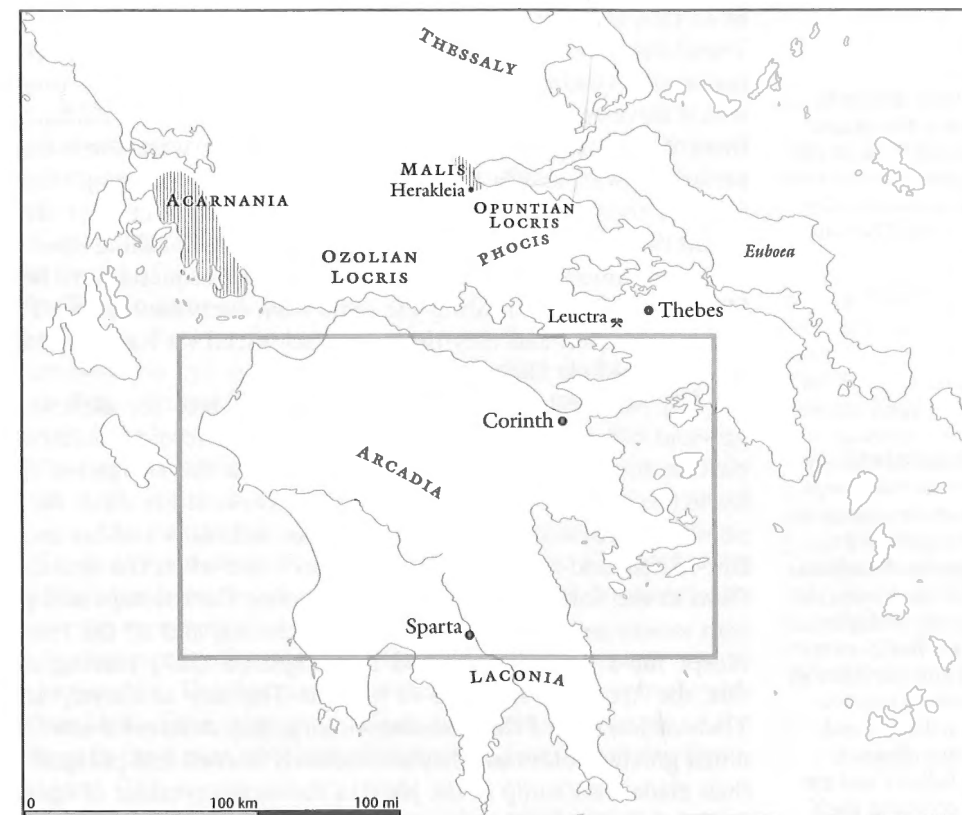 THESSALY
MALIS
Herakleia
ACARNANIA
OPUNTIAN
LOCRIS
PHOCIS
OZOLIAN
LOCRIS
Euboea
Leuctra
Thebes
Corinth
ARCADIA
Sparta
LACONIA
0 100 km 100 mi